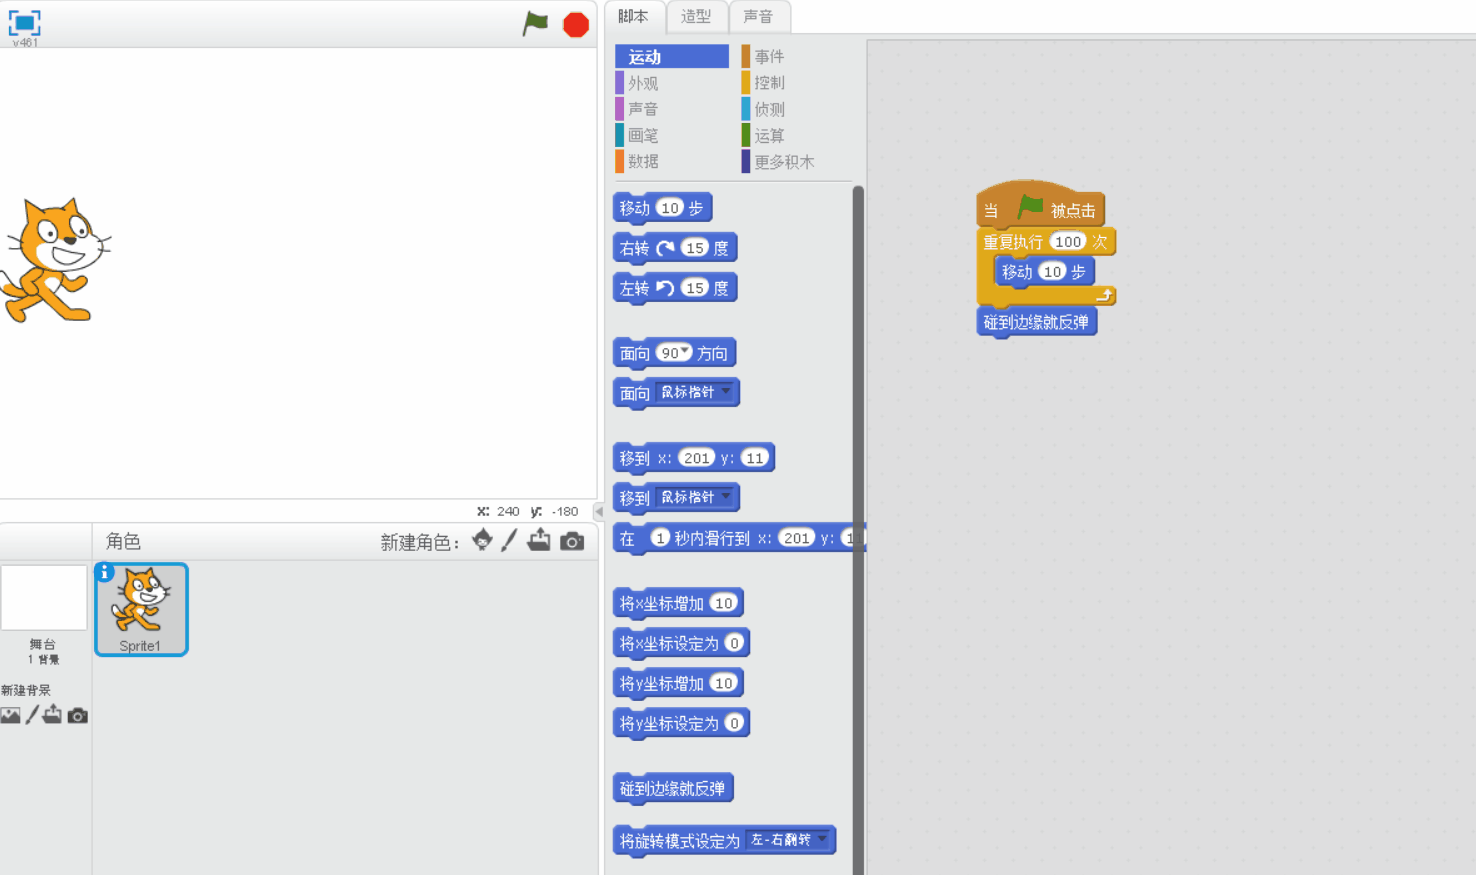 v461
脚本
造型
声音
运动
事件
外观
控制
声音
侦测
画笔
运算
数据
更多积木
移动 10 步
右转 15 度
左转 15 度
面向 90 方向
面向 鼠标指针
移到 x: 201 y: 11
移到 鼠标指针
在 1 秒内滑行到 x: 201 y: 11
将x坐标增加 10
将x坐标设定为 0
将y坐标增加 10
将y坐标设定为 0
碰到边缘就反弹
将旋转模式设定为 左-右翻转
当 被点击
重复执行 100 次
移动 10 步
碰到边缘就反弹
x: 240 y: -180
角色
新建角色:
Sprite1
舞台
1 背景
新建背景